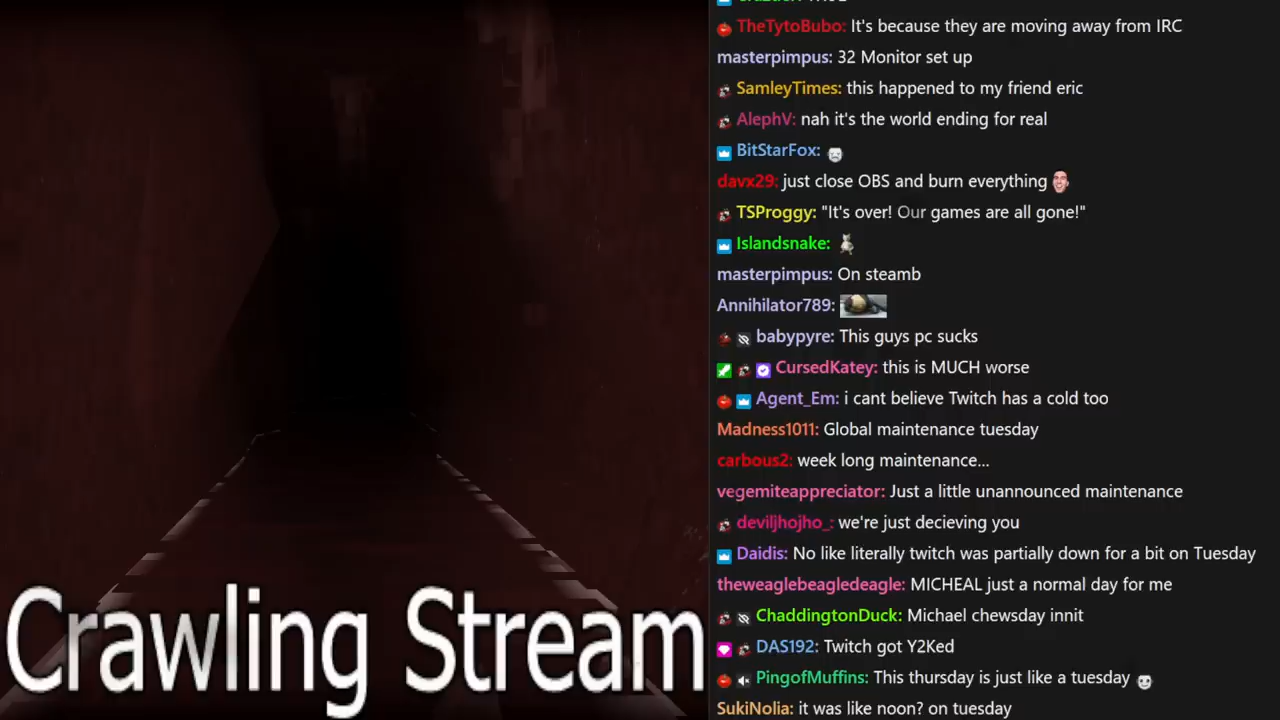 TheTytoBubo: It's because they are moving away from IRC
masterpimpus: 32 Monitor set up
SamleyTimes: this happened to my friend eric
AlephV: nah it's the world ending for real
BitStarFox:
davx29: just close OBS and burn everything
TSProggy: "It's over! Our games are all gone!"
Islandsnake:
masterpimpus: On steamb
Annihilator789:
babypyre: This guys pc sucks
CursedKatey: this is MUCH worse
Agent_Em: i cant believe Twitch has a cold too
Madness1011: Global maintenance tuesday
carbous2: week long maintenance...
vegemiteappreciator: Just a little unannounced maintenance
deviljhojho_: we're just decieving you
Daidis: No like literally twitch was partially down for a bit on Tuesday
theweaglebeagledeagle: MICHEAL just a normal day for me
ChaddingtonDuck: Michael chewsday innit
DAS192: Twitch got Y2Ked
PingofMuffins: This thursday is just like a tuesday
SukiNolia: it was like noon? on tuesday
Crawling Stream